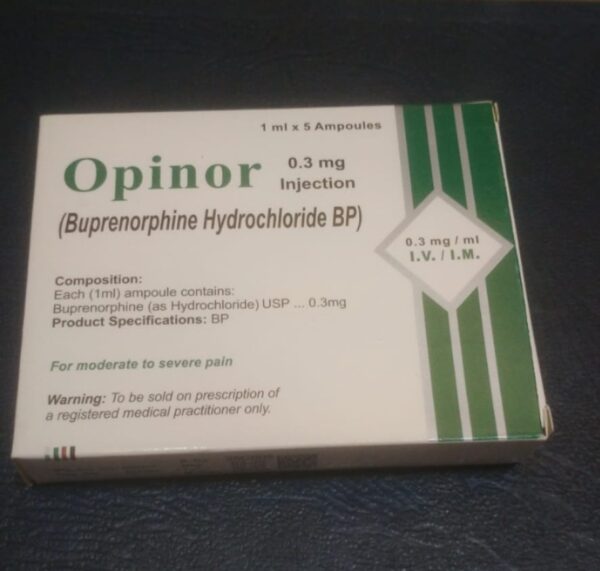 1 ml x 5 Ampoules
Opinor 0.3 mg
Injection
(Buprenorphine Hydrochloride BP)
0.3 mg / ml
I.V. / I.M.
Composition:
Each (1ml) ampoule contains:
Buprenorphine (as Hydrochloride) USP ... 0.3mg
Product Specifications: BP
For moderate to severe pain
Warning: To be sold on prescription of
a registered medical practitioner only.